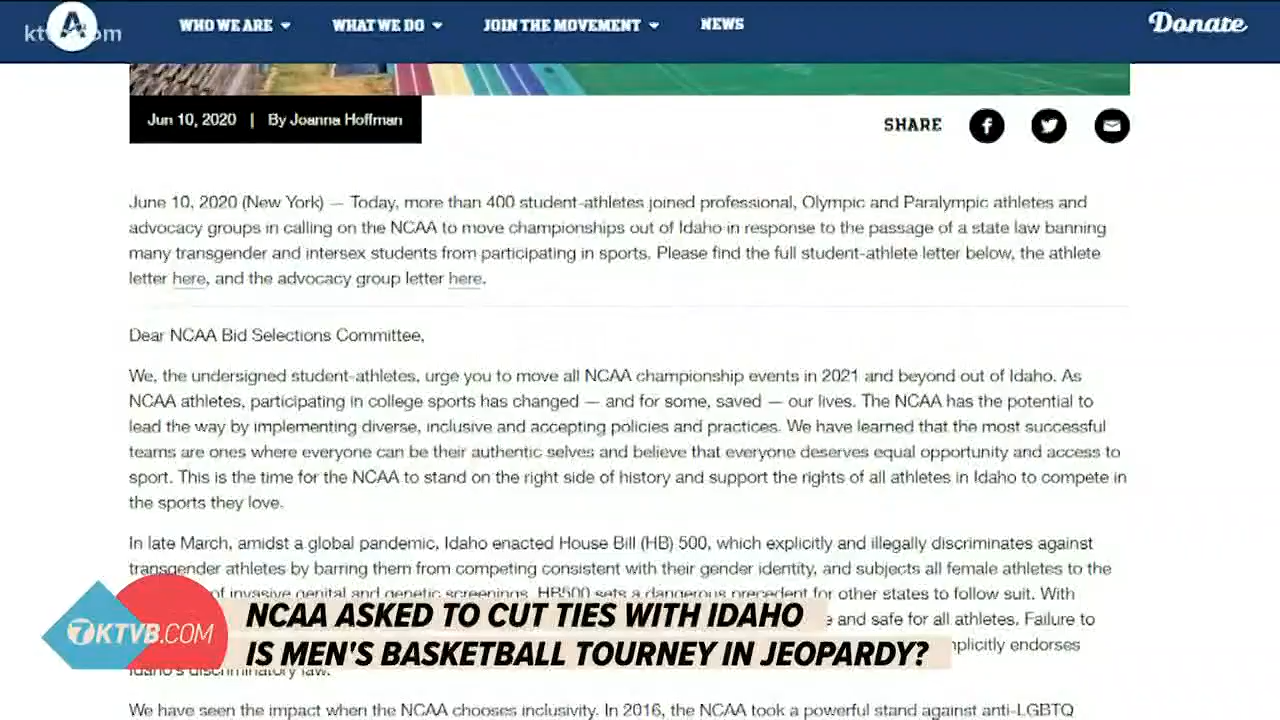 ktvb.com
A
WHO WE ARE
WHAT WE DO
JOIN THE MOVEMENT
NEWS
Donate
Jun 10, 2020 | By Joanna Hoffman
SHARE
June 10, 2020 (New York) — Today, more than 400 student-athletes joined professional, Olympic and Paralympic athletes and
advocacy groups in calling on the NCAA to move championships out of Idaho in response to the passage of a state law banning
many transgender and intersex students from participating in sports. Please find the full student-athlete letter below, the athlete
letter here, and the advocacy group letter here.
Dear NCAA Bid Selections Committee,
We, the undersigned student-athletes, urge you to move all NCAA championship events in 2021 and beyond out of Idaho. As
NCAA athletes, participating in college sports has changed — and for some, saved — our lives. The NCAA has the potential to
lead the way by implementing diverse, inclusive and accepting policies and practices. We have learned that the most successful
teams are ones where everyone can be their authentic selves and believe that everyone deserves equal opportunity and access to
sport. This is the time for the NCAA to stand on the right side of history and support the rights of all athletes in Idaho to compete in
the sports they love.
In late March, amidst a global pandemic, Idaho enacted House Bill (HB) 500, which explicitly and illegally discriminates against
transgender athletes by barring them from competing consistent with their gender identity, and subjects all female athletes to the
of invasive genital and genetic screenings. HB500 sets a dangerous precedent for other states to follow suit. With
e and safe for all athletes. Failure to
mplicitly endorses
Idaho's discriminatory law.
7KTVB.COM
NCAA ASKED TO CUT TIES WITH IDAHO
IS MEN'S BASKETBALL TOURNEY IN JEOPARDY?
We have seen the impact when the NCAA chooses inclusivity. In 2016, the NCAA took a powerful stand against anti-LGBTQ